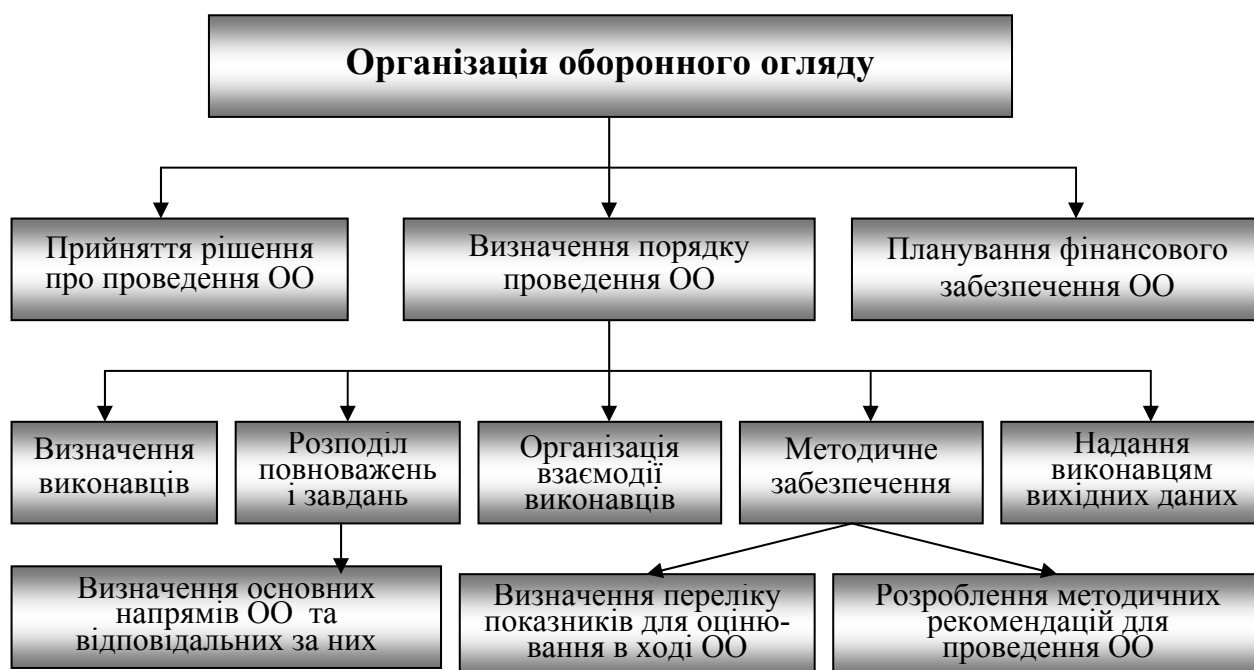 Організація оборонного огляду
Прийняття рішення
про проведення ОО
Визначення порядку
проведення ОО
Планування фінансового
забезпечення ОО
Визначення
виконавців
Розподіл
повноважень
і завдань
Організація
взаємодії
виконавців
Методичне
забезпечення
Надання
виконавцям
вихідних даних
Визначення основних
напрямів ОО та
відповідальних за них
Визначення переліку
показників для оціню-
вання в ході ОО
Розроблення методичних
рекомендацій для
проведення ОО